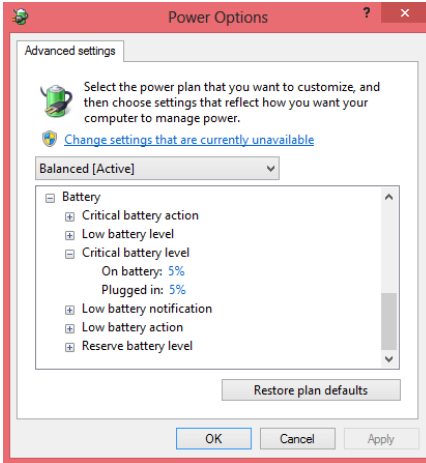 Power Options
Advanced settings
Select the power plan that you want to customize, and
then choose settings that reflect how you want your
computer to manage power.
Change settings that are currently unavailable
Balanced [Active]
Battery
Critical battery action
Low battery level
Critical battery level
On battery: 5%
Plugged in: 5%
Low battery notification
Low battery action
Reserve battery level
Restore plan defaults
OK
Cancel
Apply